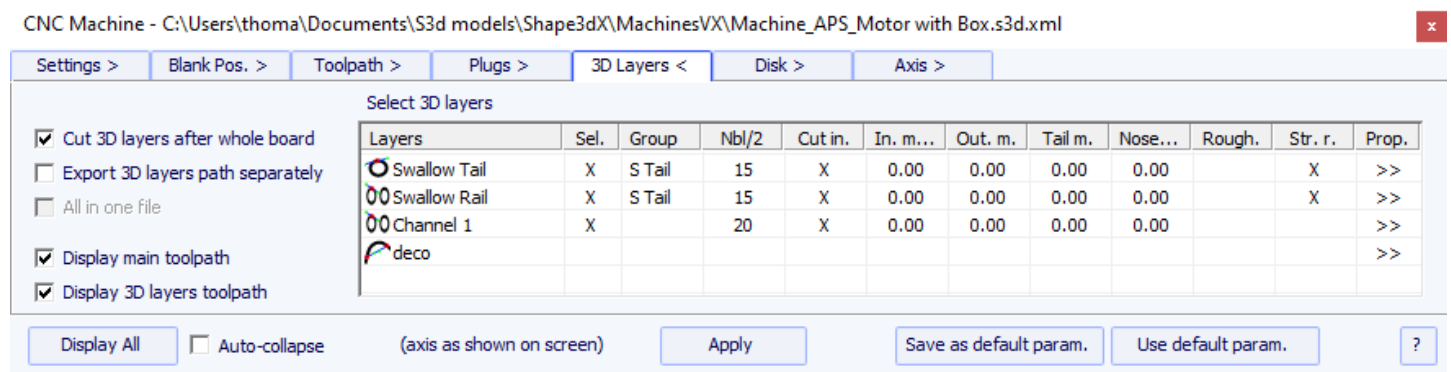 CNC Machine - C:\Users\thoma\Documents\S3d models\Shape3dX\MachinesVX\Machine_APS_Motor with Box.s3d.xml x
Settings > Blank Pos. > Toolpath > Plugs > 3D Layers < Disk > Axis >
Select 3D layers
Cut 3D layers after whole board
Export 3D layers path separately
All in one file
Display main toolpath
Display 3D layers toolpath
Layers Sel. Group Nbl/2 Cut in. In. m... Out. m. Tail m. Nose... Rough. Str. r. Prop.
Swallow Tail X S Tail 15 X 0.00 0.00 0.00 0.00 X >>
Swallow Rail X S Tail 15 X 0.00 0.00 0.00 0.00 X >>
Channel 1 X 20 X 0.00 0.00 0.00 0.00 >>
deco >>
Display All Auto-collapse (axis as shown on screen) Apply Save as default param. Use default param. ?